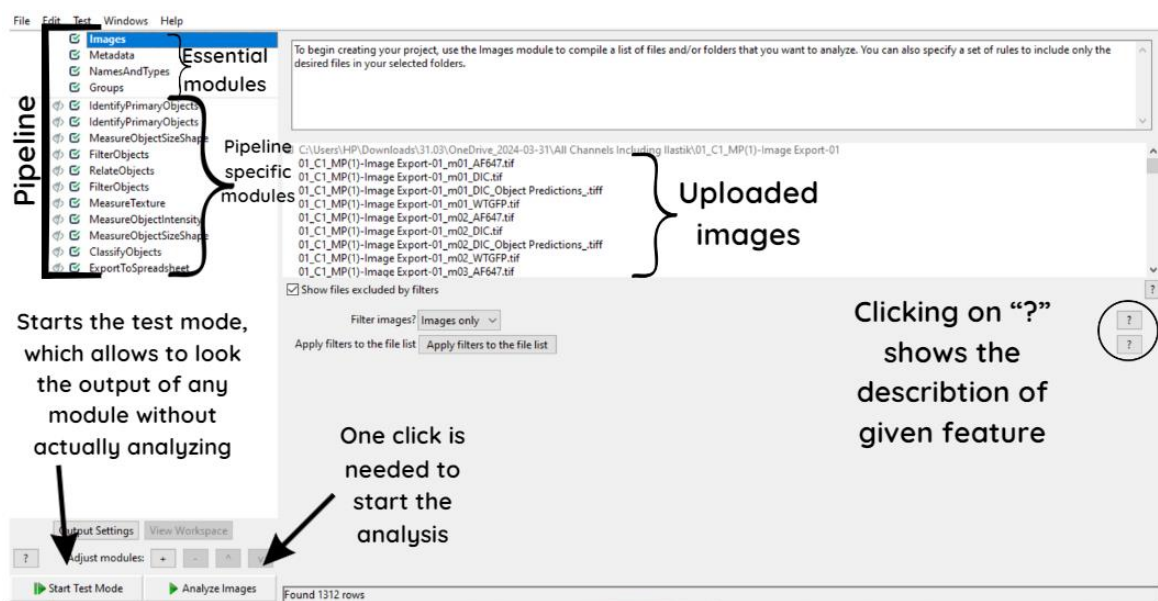 File Edit Test Windows Help
Pipeline
Images
Metadata
NamesAndTypes
Groups
Essential
modules
IdentifyPrimaryObjects
IdentifyPrimaryObjects
MeasureObjectSizeShape
FilterObjects
RelateObjects
FilterObjects
MeasureTexture
MeasureObjectIntensity
MeasureObjectSizeShape
ClassifyObjects
ExportToSpreadsheet
Pipeline
specific
modules
To begin creating your project, use the Images module to compile a list of files and/or folders that you want to analyze. You can also specify a set of rules to include only the
desired files in your selected folders.
C:\Users\HP\Downloads\31.03\OneDrive_2024-03-31\All Channels Including Ilastik\01_C1_MP(1)-Image Export-01
01_C1_MP(1)-Image Export-01_m01_AF647.tif
01_C1_MP(1)-Image Export-01_m01_DIC.tif
01_C1_MP(1)-Image Export-01_m01_DIC_Object Predictions_.tiff
01_C1_MP(1)-Image Export-01_m01_WTGFP.tif
01_C1_MP(1)-Image Export-01_m02_AF647.tif
01_C1_MP(1)-Image Export-01_m02_DIC.tif
01_C1_MP(1)-Image Export-01_m02_DIC_Object Predictions_.tiff
01_C1_MP(1)-Image Export-01_m02_WTGFP.tif
01_C1_MP(1)-Image Export-01_m03_AF647.tif
Uploaded
images
Show files excluded by filters
?
Filter images? Images only
?
Apply filters to the file list Apply filters to the file list
?
Clicking on “?”
shows the
describtion of
given feature
Starts the test mode,
which allows to look
the output of any
module without
actually analyzing
One click is
needed to
start the
analysis
Output Settings View Workspace
? Adjust modules: + - ^ v
Start Test Mode Analyze Images
Found 1312 rows